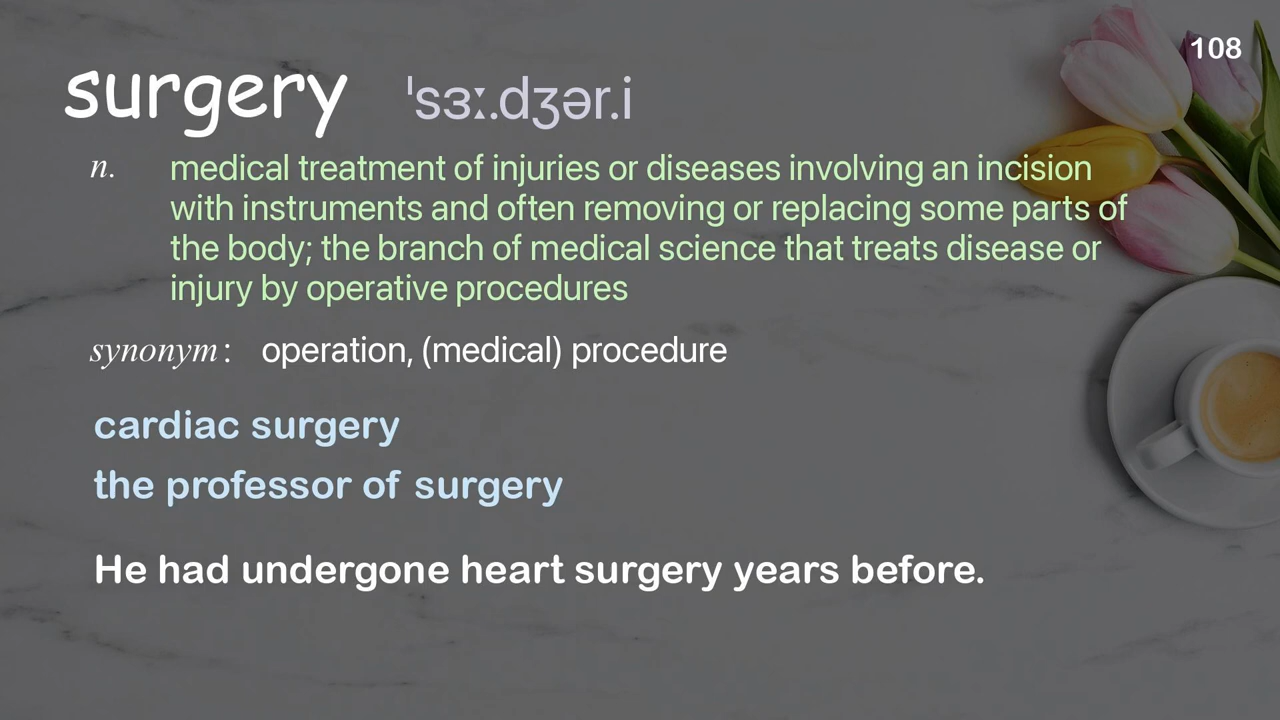 108
surgery ˈsɜː.dʒər.i
n. medical treatment of injuries or diseases involving an incision
with instruments and often removing or replacing some parts of
the body; the branch of medical science that treats disease or
injury by operative procedures
synonym: operation, (medical) procedure
cardiac surgery
the professor of surgery
He had undergone heart surgery years before.